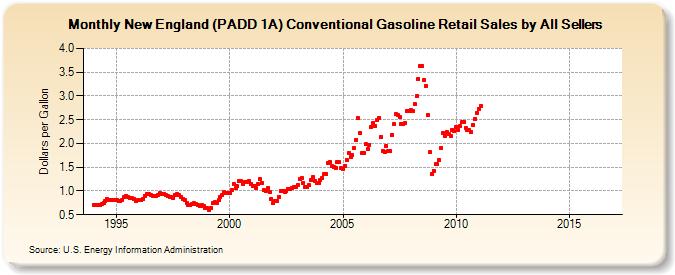 Monthly New England (PADD 1A) Conventional Gasoline Retail Sales by All Sellers
Dollars per Gallon
4.0
3.5
3.0
2.5
2.0
1.5
1.0
0.5
1995 2000 2005 2010 2015
Source: U.S. Energy Information Administration